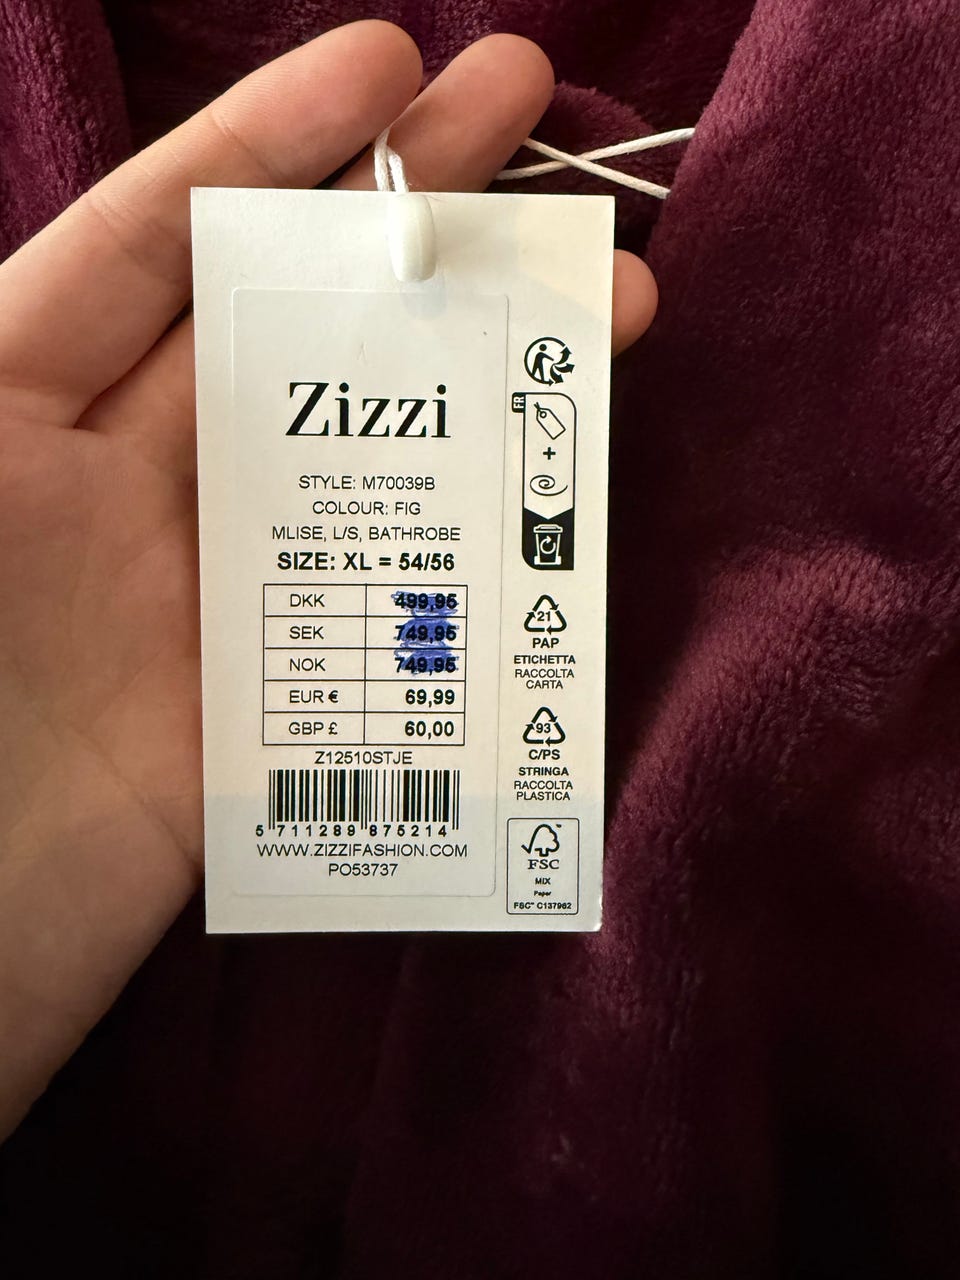 Zizzi
STYLE: M70039B
COLOUR: FIG
MLISE, L/S, BATHROBE
SIZE: XL = 54/56
DKK 499,95
SEK 749,95
NOK 749,95
EUR € 69,99
GBP £ 60,00
Z12510STJE
5 711289 875214
WWW.ZIZZIFASHION.COM
PO53737
FR
+
21
PAP
ETICHETTA
RACCOLTA
CARTA
93
C/PS
STRINGA
RACCOLTA
PLASTICA
FSC
MIX
Paper
FSC™ C137962